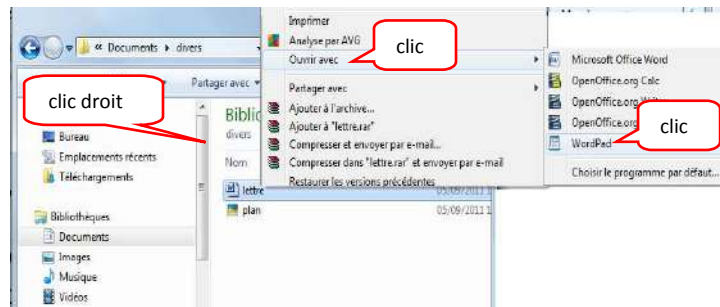 « Documents ▸ divers
Partager avec
clic droit
Bureau
Emplacements récents
Téléchargements
Bibliothèques
Documents
Images
Musique
Vidéos
Biblio
divers
Nom
lettre 05/09/2011 1
plan 05/09/2011 1
Imprimer
Analyse par AVG
Ouvrir avec
clic
Partager avec
Ajouter à l'archive...
Ajouter à "lettre.rar"
Compresser et envoyer par e-mail...
Compresser dans "lettre.rar" et envoyer par e-mail
Restaurer les versions précédentes
Microsoft Office Word
OpenOffice.org Calc
OpenOffice.org
OpenOffice.org
clic
WordPad
Choisir le programme par défaut...